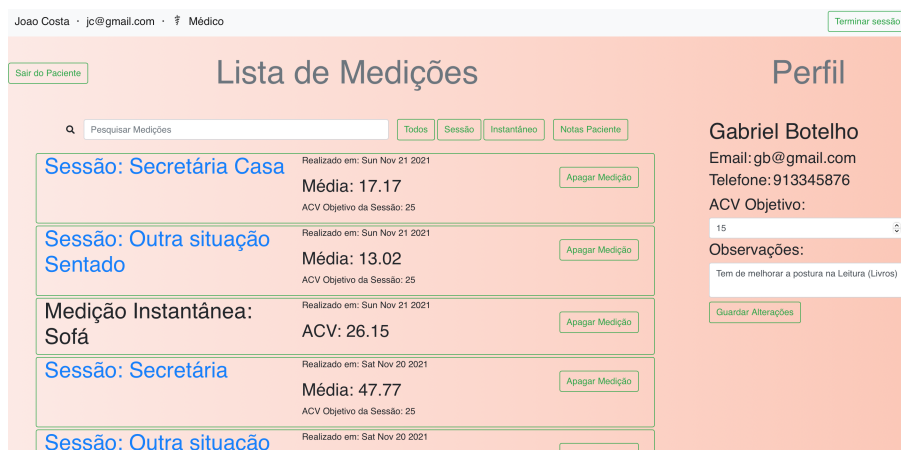 Joao Costa · jc@gmail.com · Médico
Terminar sessão
Sair do Paciente
Lista de Medições
Perfil
Pesquisar Medições
Todos
Sessão
Instantâneo
Notas Paciente
Sessão: Secretária Casa
Realizado em: Sun Nov 21 2021
Média: 17.17
ACV Objetivo da Sessão: 25
Apagar Medição
Sessão: Outra situação
Sentado
Realizado em: Sun Nov 21 2021
Média: 13.02
ACV Objetivo da Sessão: 25
Apagar Medição
Medição Instantânea:
Sofá
Realizado em: Sun Nov 21 2021
ACV: 26.15
Apagar Medição
Sessão: Secretária
Realizado em: Sat Nov 20 2021
Média: 47.77
ACV Objetivo da Sessão: 25
Apagar Medição
Sessão: Outra situação
Realizado em: Sat Nov 20 2021
Gabriel Botelho
Email: gb@gmail.com
Telefone: 913345876
ACV Objetivo:
15
Observações:
Tem de melhorar a postura na Leitura (Livros)
Guardar Alterações